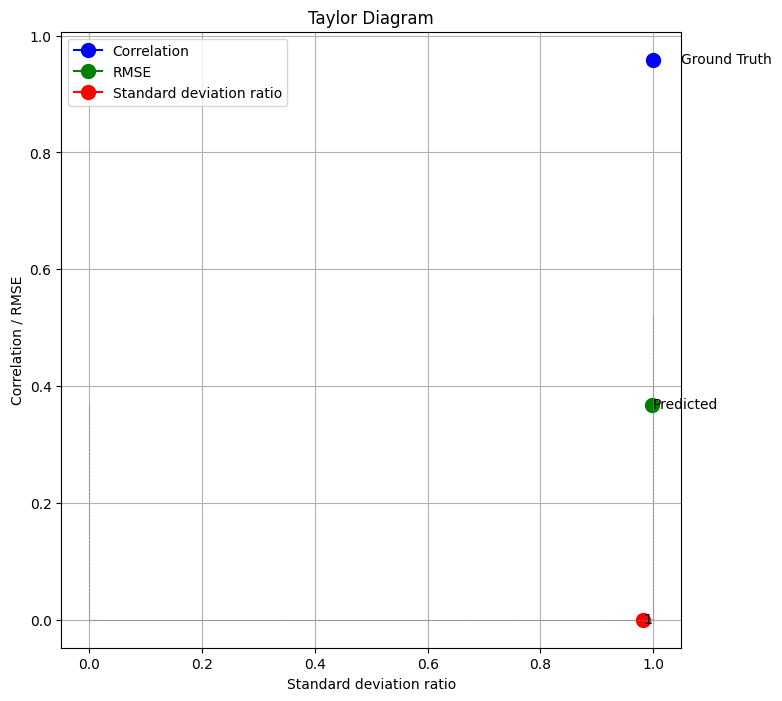 Taylor Diagram
Correlation
RMSE
Standard deviation ratio
Ground Truth
Predicted
1.0
0.8
0.6
0.4
0.2
0.0
Correlation / RMSE
0.0 0.2 0.4 0.6 0.8 1.0
Standard deviation ratio